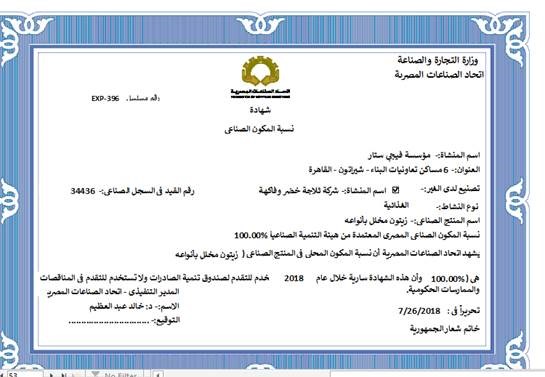 وزارة التجارة والصناعة
اتحاد الصناعات المصرية
اتحاد الصناعات المصرية
رقم مسلسل EXP-396
شهادة
نسبة المكون الصناعى
اسم المنشاة:- مؤسسة فيجي ستار
العنوان:- 6 مساكن تعاونيات البناء - شيراتون - القاهرة
تصنيع لدى الغير:- ☑ اسم المنشاة:- شركة ثلاجة خضر وفاكهة رقم القيد فى السجل الصناعى:- 34436
نوع النشاط:- الغذائية
اسم المنتج الصناعى:- زيتون مخلل بأنواعه
نسبة المكون الصناعى المصرى المعتمدة من هيئة التنمية الصناعيا 100.00%
يشهد اتحاد الصناعات المصرية أن نسبة المكون المحلى فى المنتج الصناعى ( زيتون مخلل بأنواعه
هى ( 100.00% وأن هذه الشهادة سارية خلال عام 2018 خدم للتقدم لصندوق تنمية الصادرات ولا تستخدم للتقدم فى المناقصات
والممارسات الحكومية.
المدير التنفيذى - اتحاد الصناعات المصرية
الاسم:- د: خالد عبد العظيم
تحريراً فى : 7/26/2018
التوقيع:- ................................
خاتم شعار الجمهورية
53
No Filter